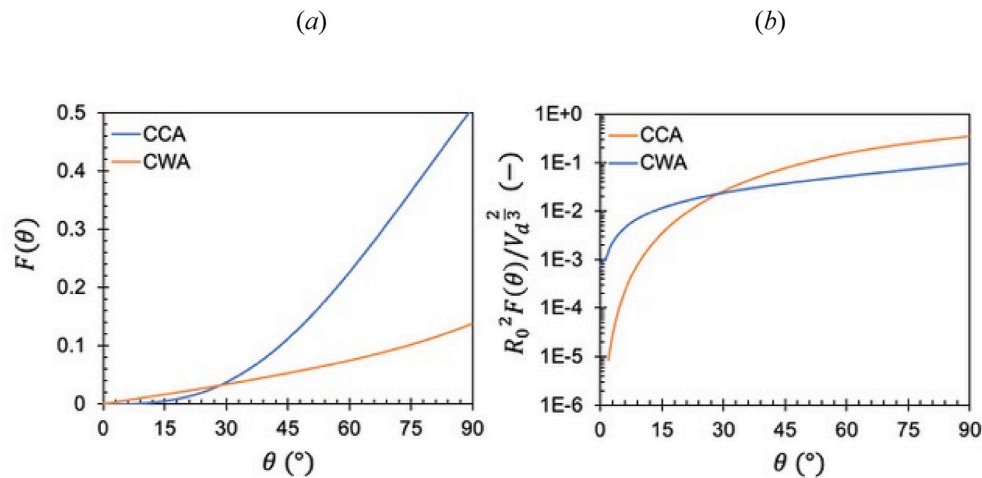 (a)
F(θ)
0.5
0.4
0.3
0.2
0.1
0
CCA
CWA
0 15 30 45 60 75 90
θ (°)
(b)
R₀²F(θ)/V_d^(2/3) (−)
1E+0
1E-1
1E-2
1E-3
1E-4
1E-5
1E-6
CCA
CWA
0 15 30 45 60 75 90
θ (°)